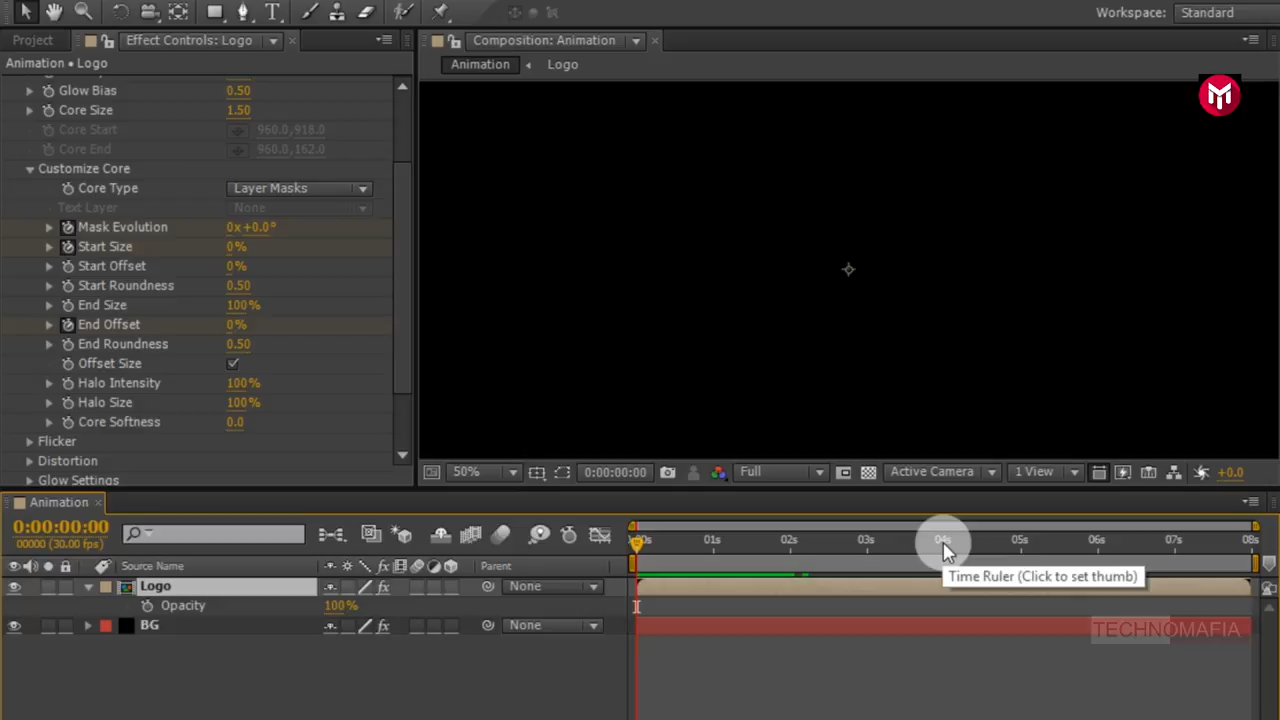 Workspace: Standard
Project
Effect Controls: Logo
Composition: Animation
Animation • Logo
Animation Logo
Glow Bias 0.50
Core Size 1.50
Core Start 960.0,918.0
Core End 960.0,162.0
Customize Core
Core Type Layer Masks
Text Layer None
Mask Evolution 0x+0.0°
Start Size 0%
Start Offset 0%
Start Roundness 0.50
End Size 100%
End Offset 0%
End Roundness 0.50
Offset Size
Halo Intensity 100%
Halo Size 100%
Core Softness 0.0
Flicker
Distortion
Glow Settings
50% 0:00:00:00 Full Active Camera 1 View +0.0
Animation
0:00:00:00
00000 (30.00 fps)
01s 02s 03s 04s 05s 06s 07s 08s
Source Name Parent
Time Ruler (Click to set thumb)
Logo None
Opacity 100%
BG None
TECHNOMAFIA